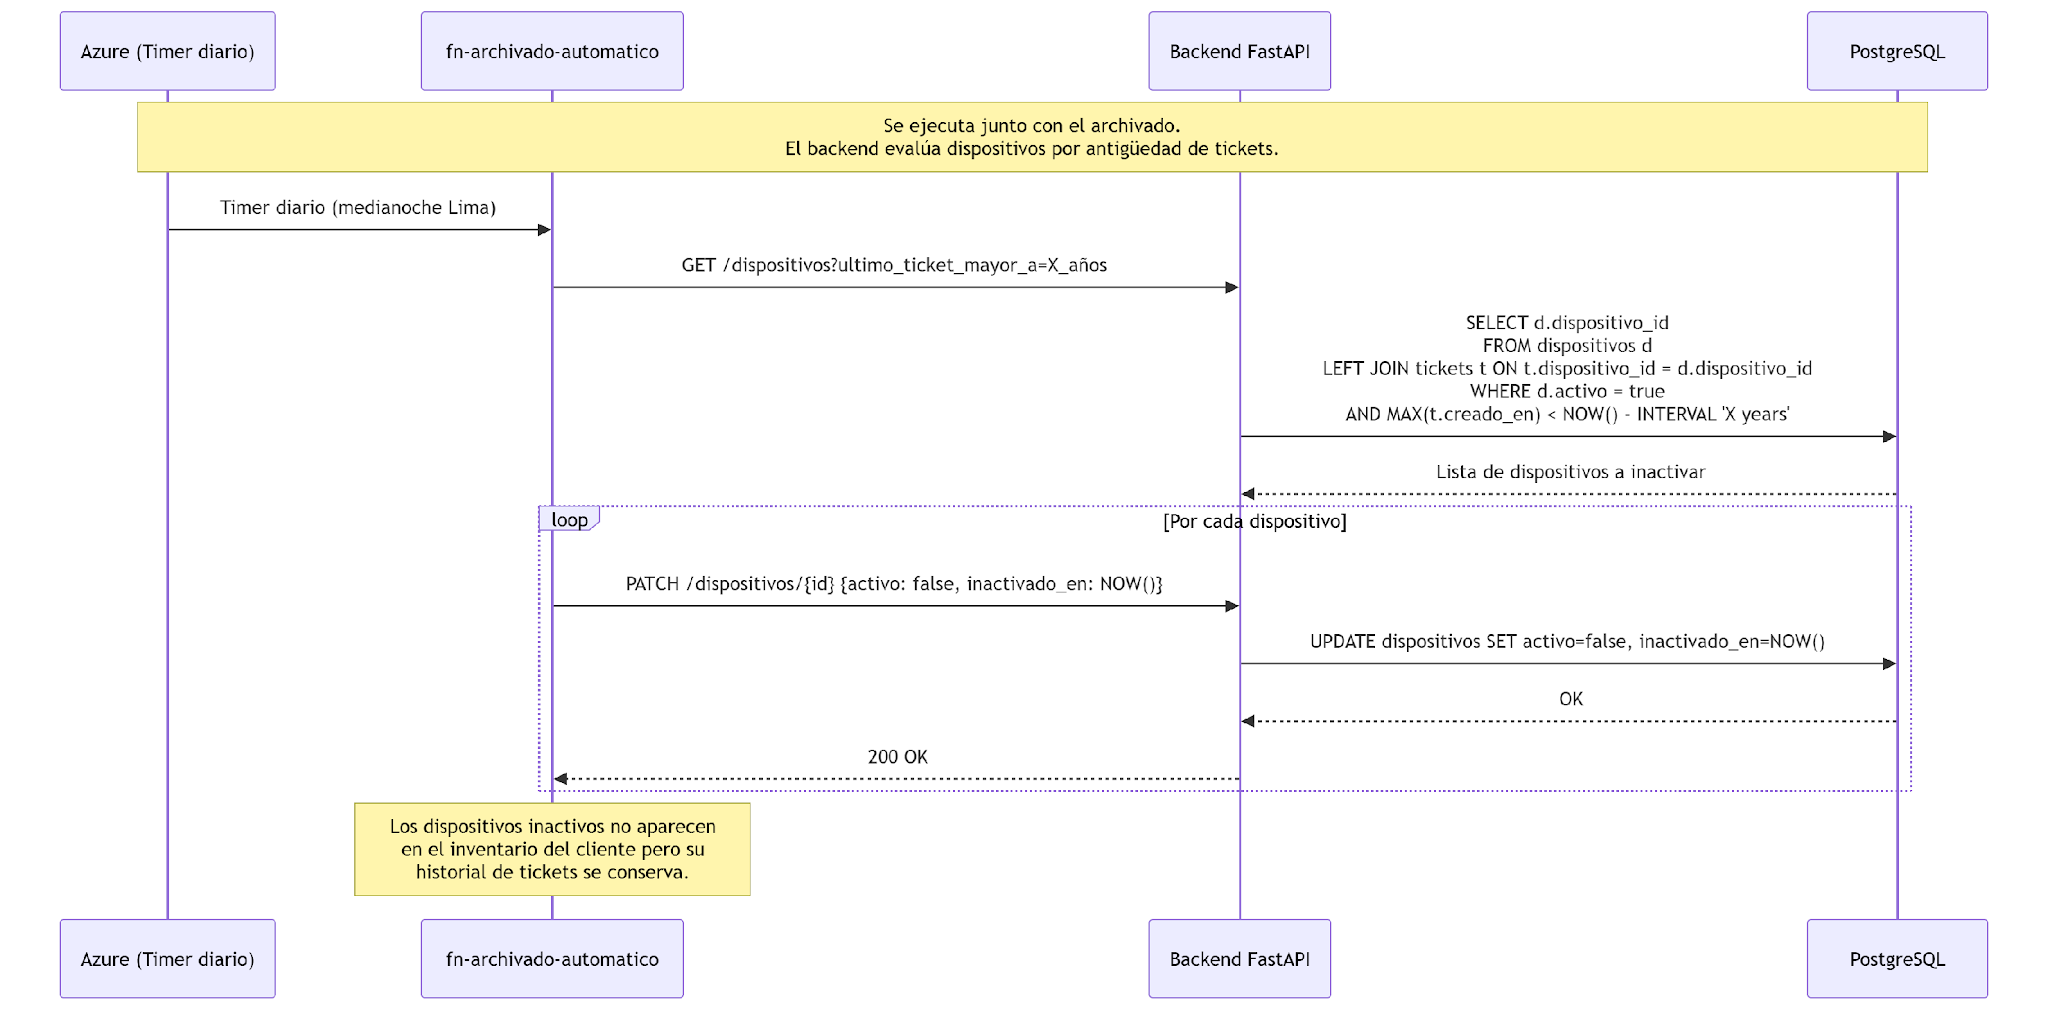 Azure (Timer diario)
fn-archivado-automatico
Backend FastAPI
PostgreSQL
Se ejecuta junto con el archivado.
El backend evalúa dispositivos por antigüedad de tickets.
Timer diario (medianoche Lima)
GET /dispositivos?ultimo_ticket_mayor_a=X_años
SELECT d.dispositivo_id
FROM dispositivos d
LEFT JOIN tickets t ON t.dispositivo_id = d.dispositivo_id
WHERE d.activo = true
AND MAX(t.creado_en) < NOW() - INTERVAL 'X years'
Lista de dispositivos a inactivar
loop
[Por cada dispositivo]
PATCH /dispositivos/{id} {activo: false, inactivado_en: NOW()}
UPDATE dispositivos SET activo=false, inactivado_en=NOW()
OK
200 OK
Los dispositivos inactivos no aparecen
en el inventario del cliente pero su
historial de tickets se conserva.
Azure (Timer diario)
fn-archivado-automatico
Backend FastAPI
PostgreSQL